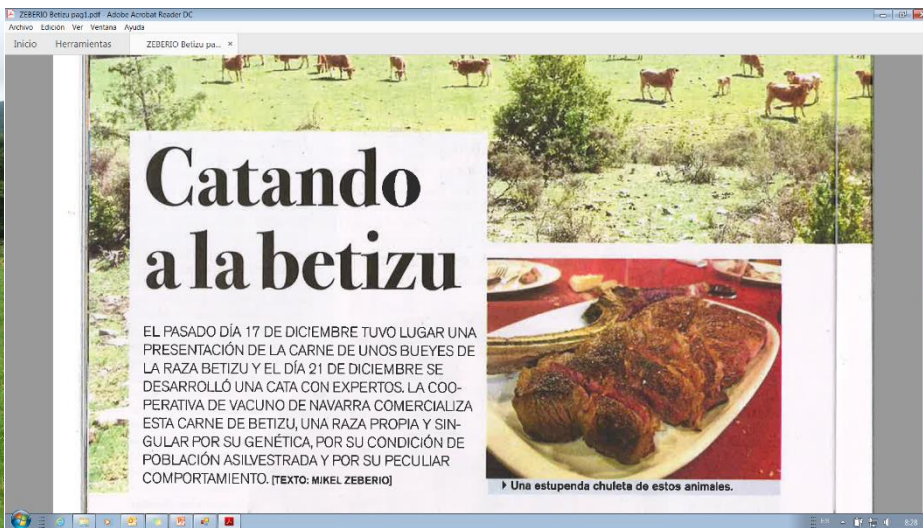 ZEBERIO Betizu pag1.pdf - Adobe Acrobat Reader DC
Archivo Edición Ver Ventana Ayuda
Inicio Herramientas ZEBERIO Betizu pa... ×
Catando
a la betizu
EL PASADO DÍA 17 DE DICIEMBRE TUVO LUGAR UNA
PRESENTACIÓN DE LA CARNE DE UNOS BUEYES DE
LA RAZA BETIZU Y EL DÍA 21 DE DICIEMBRE SE
DESARROLLÓ UNA CATA CON EXPERTOS. LA COO-
PERATIVA DE VACUNO DE NAVARRA COMERCIALIZA
ESTA CARNE DE BETIZU, UNA RAZA PROPIA Y SIN-
GULAR POR SU GENÉTICA, POR SU CONDICIÓN DE
POBLACIÓN ASILVESTRADA Y POR SU PECULIAR
COMPORTAMIENTO. [TEXTO: MIKEL ZEBERIO]
Una estupenda chuleta de estos animales.
8:28